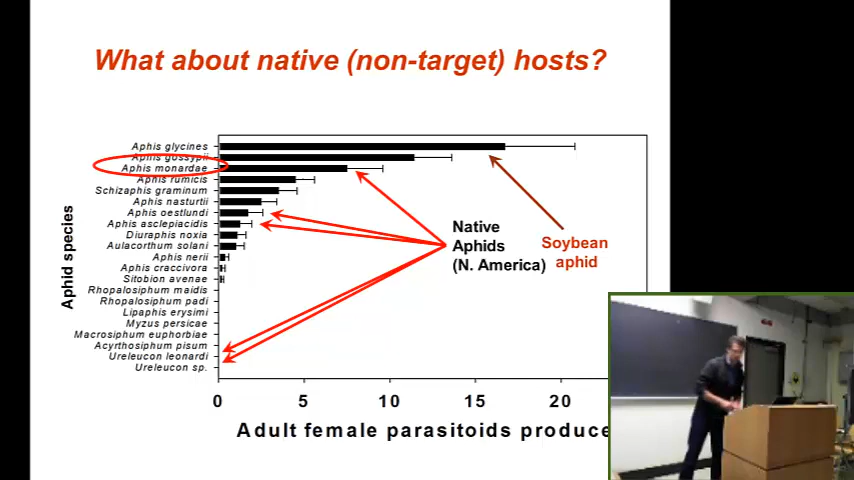 What about native (non-target) hosts?
Aphis glycines
Aphis gossypii
Aphis monardae
Aphis rumicis
Schizaphis graminum
Aphis nasturtii
Aphis oestlundi
Aphis asclepiacidis
Diuraphis noxia
Aulacorthum solani
Aphis nerii
Aphis craccivora
Sitobion avenae
Rhopalosiphum maidis
Rhopalosiphum padi
Lipaphis erysimi
Myzus persicae
Macrosiphum euphorbiae
Acyrthosiphum pisum
Ureleucon leonardi
Ureleucon sp.
Aphid species
Native
Aphids
(N. America)
Soybean
aphid
0 5 10 15 20
Adult female parasitoids produce